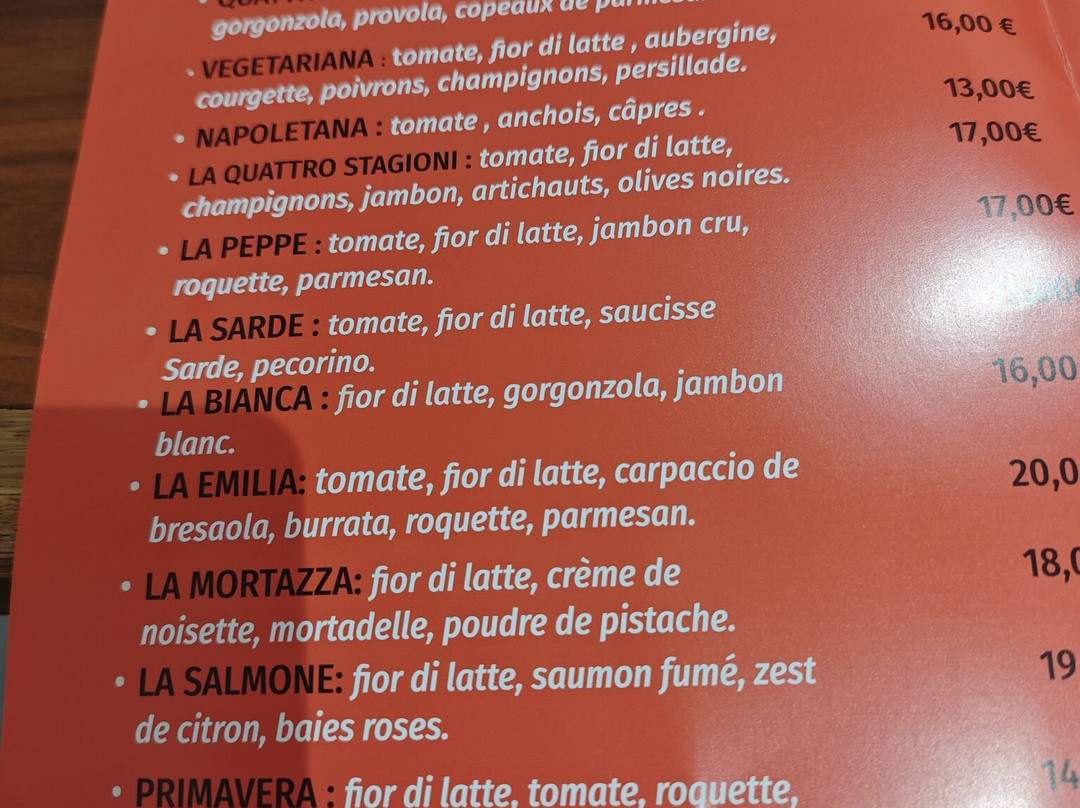 gorgonzola, provola, copeaux de
16,00 €
• VEGETARIANA : tomate, fior di latte , aubergine,
courgette, poivrons, champignons, persillade.
13,00€
• NAPOLETANA : tomate , anchois, câpres .
17,00€
• LA QUATTRO STAGIONI : tomate, fior di latte,
champignons, jambon, artichauts, olives noires.
17,00€
• LA PEPPE : tomate, fior di latte, jambon cru,
roquette, parmesan.
• LA SARDE : tomate, fior di latte, saucisse
Sarde, pecorino.
16,00
• LA BIANCA : fior di latte, gorgonzola, jambon
blanc.
20,0
• LA EMILIA: tomate, fior di latte, carpaccio de
bresaola, burrata, roquette, parmesan.
18,0
• LA MORTAZZA: fior di latte, crème de
noisette, mortadelle, poudre de pistache.
19
• LA SALMONE: fior di latte, saumon fumé, zest
de citron, baies roses.
14
• PRIMAVERA : fior di latte, tomate, roquette,